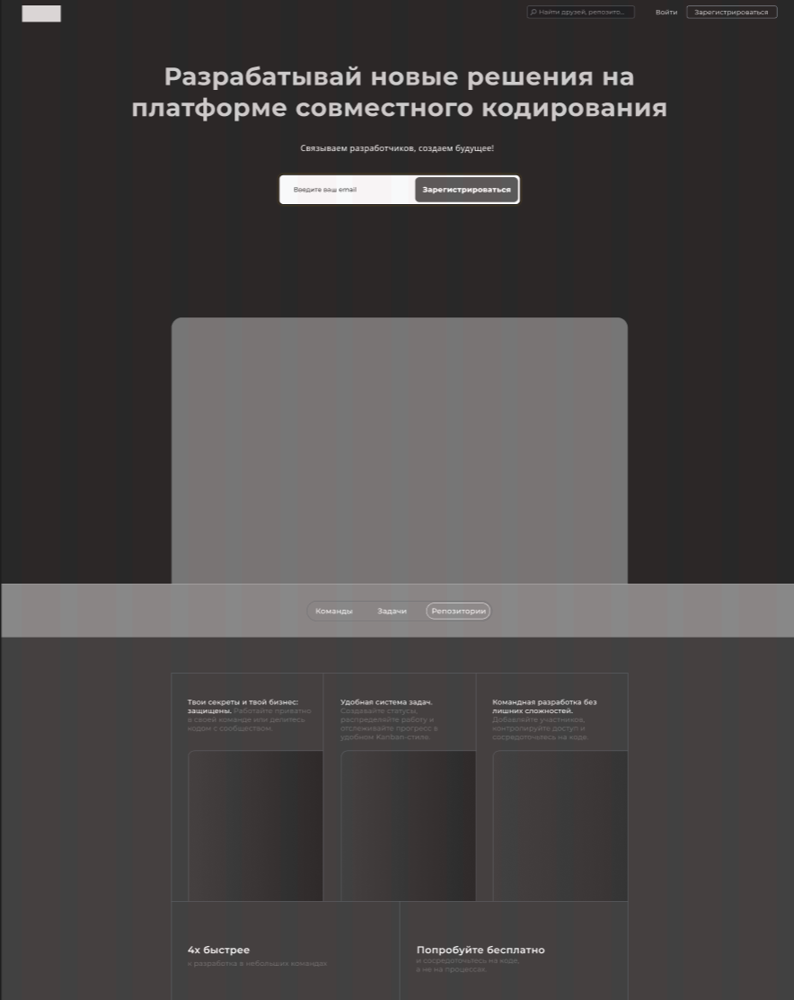 Найти друзей, репозито...
Войти
Зарегистрироваться
Разрабатывай новые решения на
платформе совместного кодирования
Связываем разработчиков, создаем будущее!
Введите ваш email
Зарегистрироваться
Команды
Задачи
Репозитории
Твои секреты и твой бизнес:
защищены. Работайте приватно
в своей команде или делитесь
кодом с сообществом.
Удобная система задач.
Создавайте статусы,
распределяйте работу и
отслеживайте прогресс в
удобном Kanban-стиле.
Командная разработка без
лишних сложностей.
Добавляйте участников,
контролируйте доступ и
сосредоточьтесь на коде.
4x быстрее
к разработка в небольших командах
Попробуйте бесплатно
и сосредоточьтесь на коде,
а не на процессах.